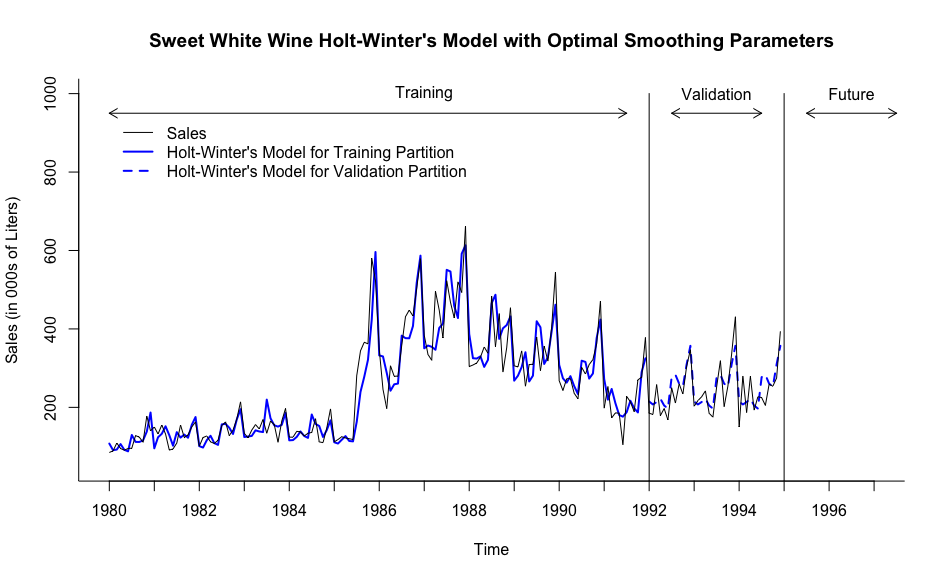 Sweet White Wine Holt-Winter's Model with Optimal Smoothing Parameters
Training
Validation
Future
Sales
Holt-Winter's Model for Training Partition
Holt-Winter's Model for Validation Partition
Sales (in 000s of Liters)
1000
800
600
400
200
1980 1982 1984 1986 1988 1990 1992 1994 1996
Time